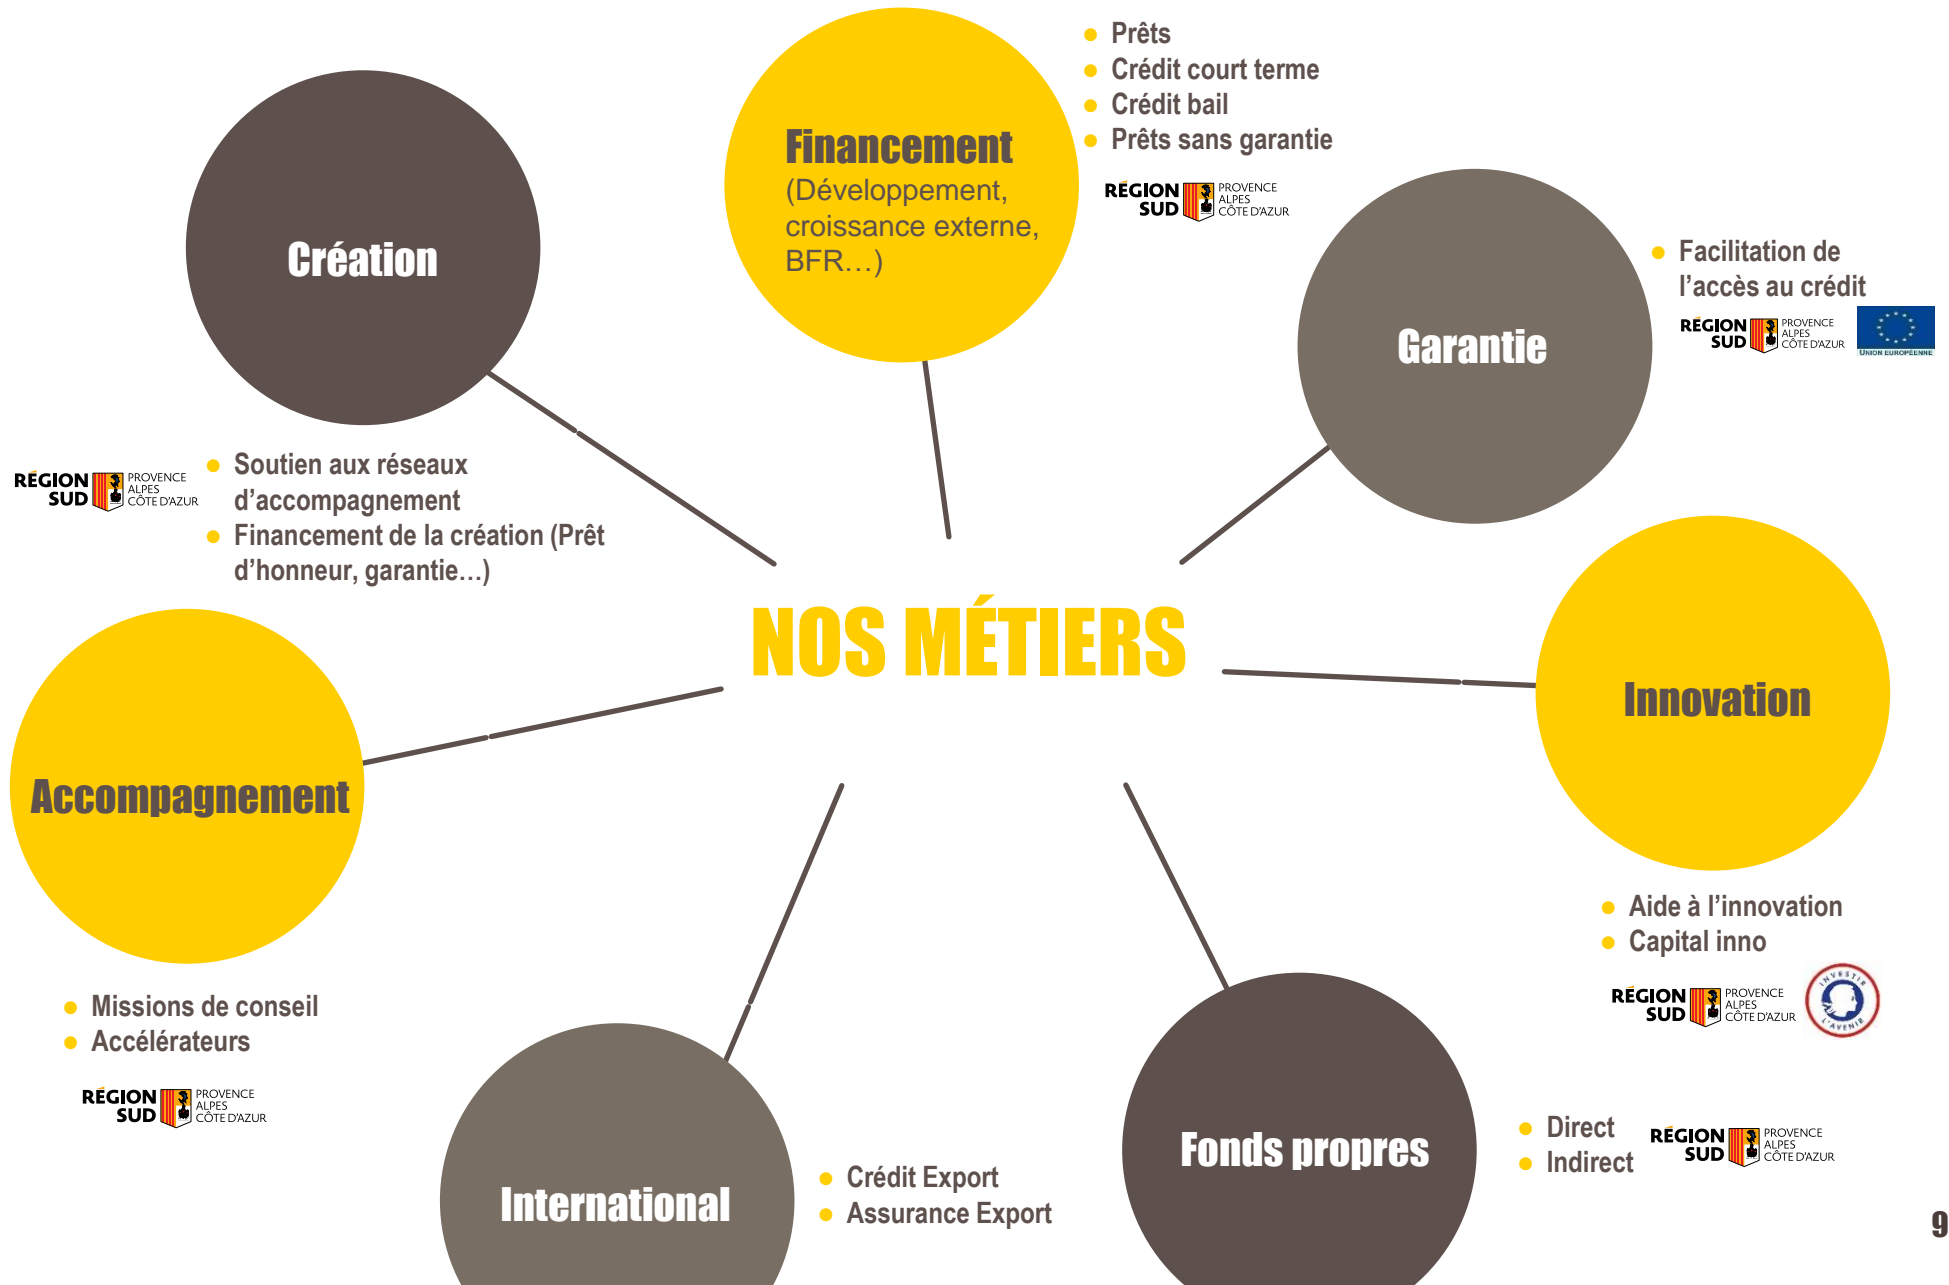 Financement
(Développement,
croissance externe,
BFR…)
● Prêts
● Crédit court terme
● Crédit bail
● Prêts sans garantie
RÉGION
SUD
PROVENCE
ALPES
CÔTE D'AZUR
Création
RÉGION
SUD
PROVENCE
ALPES
CÔTE D'AZUR
● Soutien aux réseaux
d’accompagnement
● Financement de la création (Prêt
d’honneur, garantie…)
Garantie
● Facilitation de
l’accès au crédit
RÉGION
SUD
PROVENCE
ALPES
CÔTE D'AZUR
UNION EUROPÉENNE
NOS MÉTIERS
Innovation
● Aide à l’innovation
● Capital inno
RÉGION
SUD
PROVENCE
ALPES
CÔTE D'AZUR
INVESTIR
L'AVENIR
Accompagnement
● Missions de conseil
● Accélérateurs
RÉGION
SUD
PROVENCE
ALPES
CÔTE D'AZUR
International
● Crédit Export
● Assurance Export
Fonds propres
● Direct
● Indirect
RÉGION
SUD
PROVENCE
ALPES
CÔTE D'AZUR
9